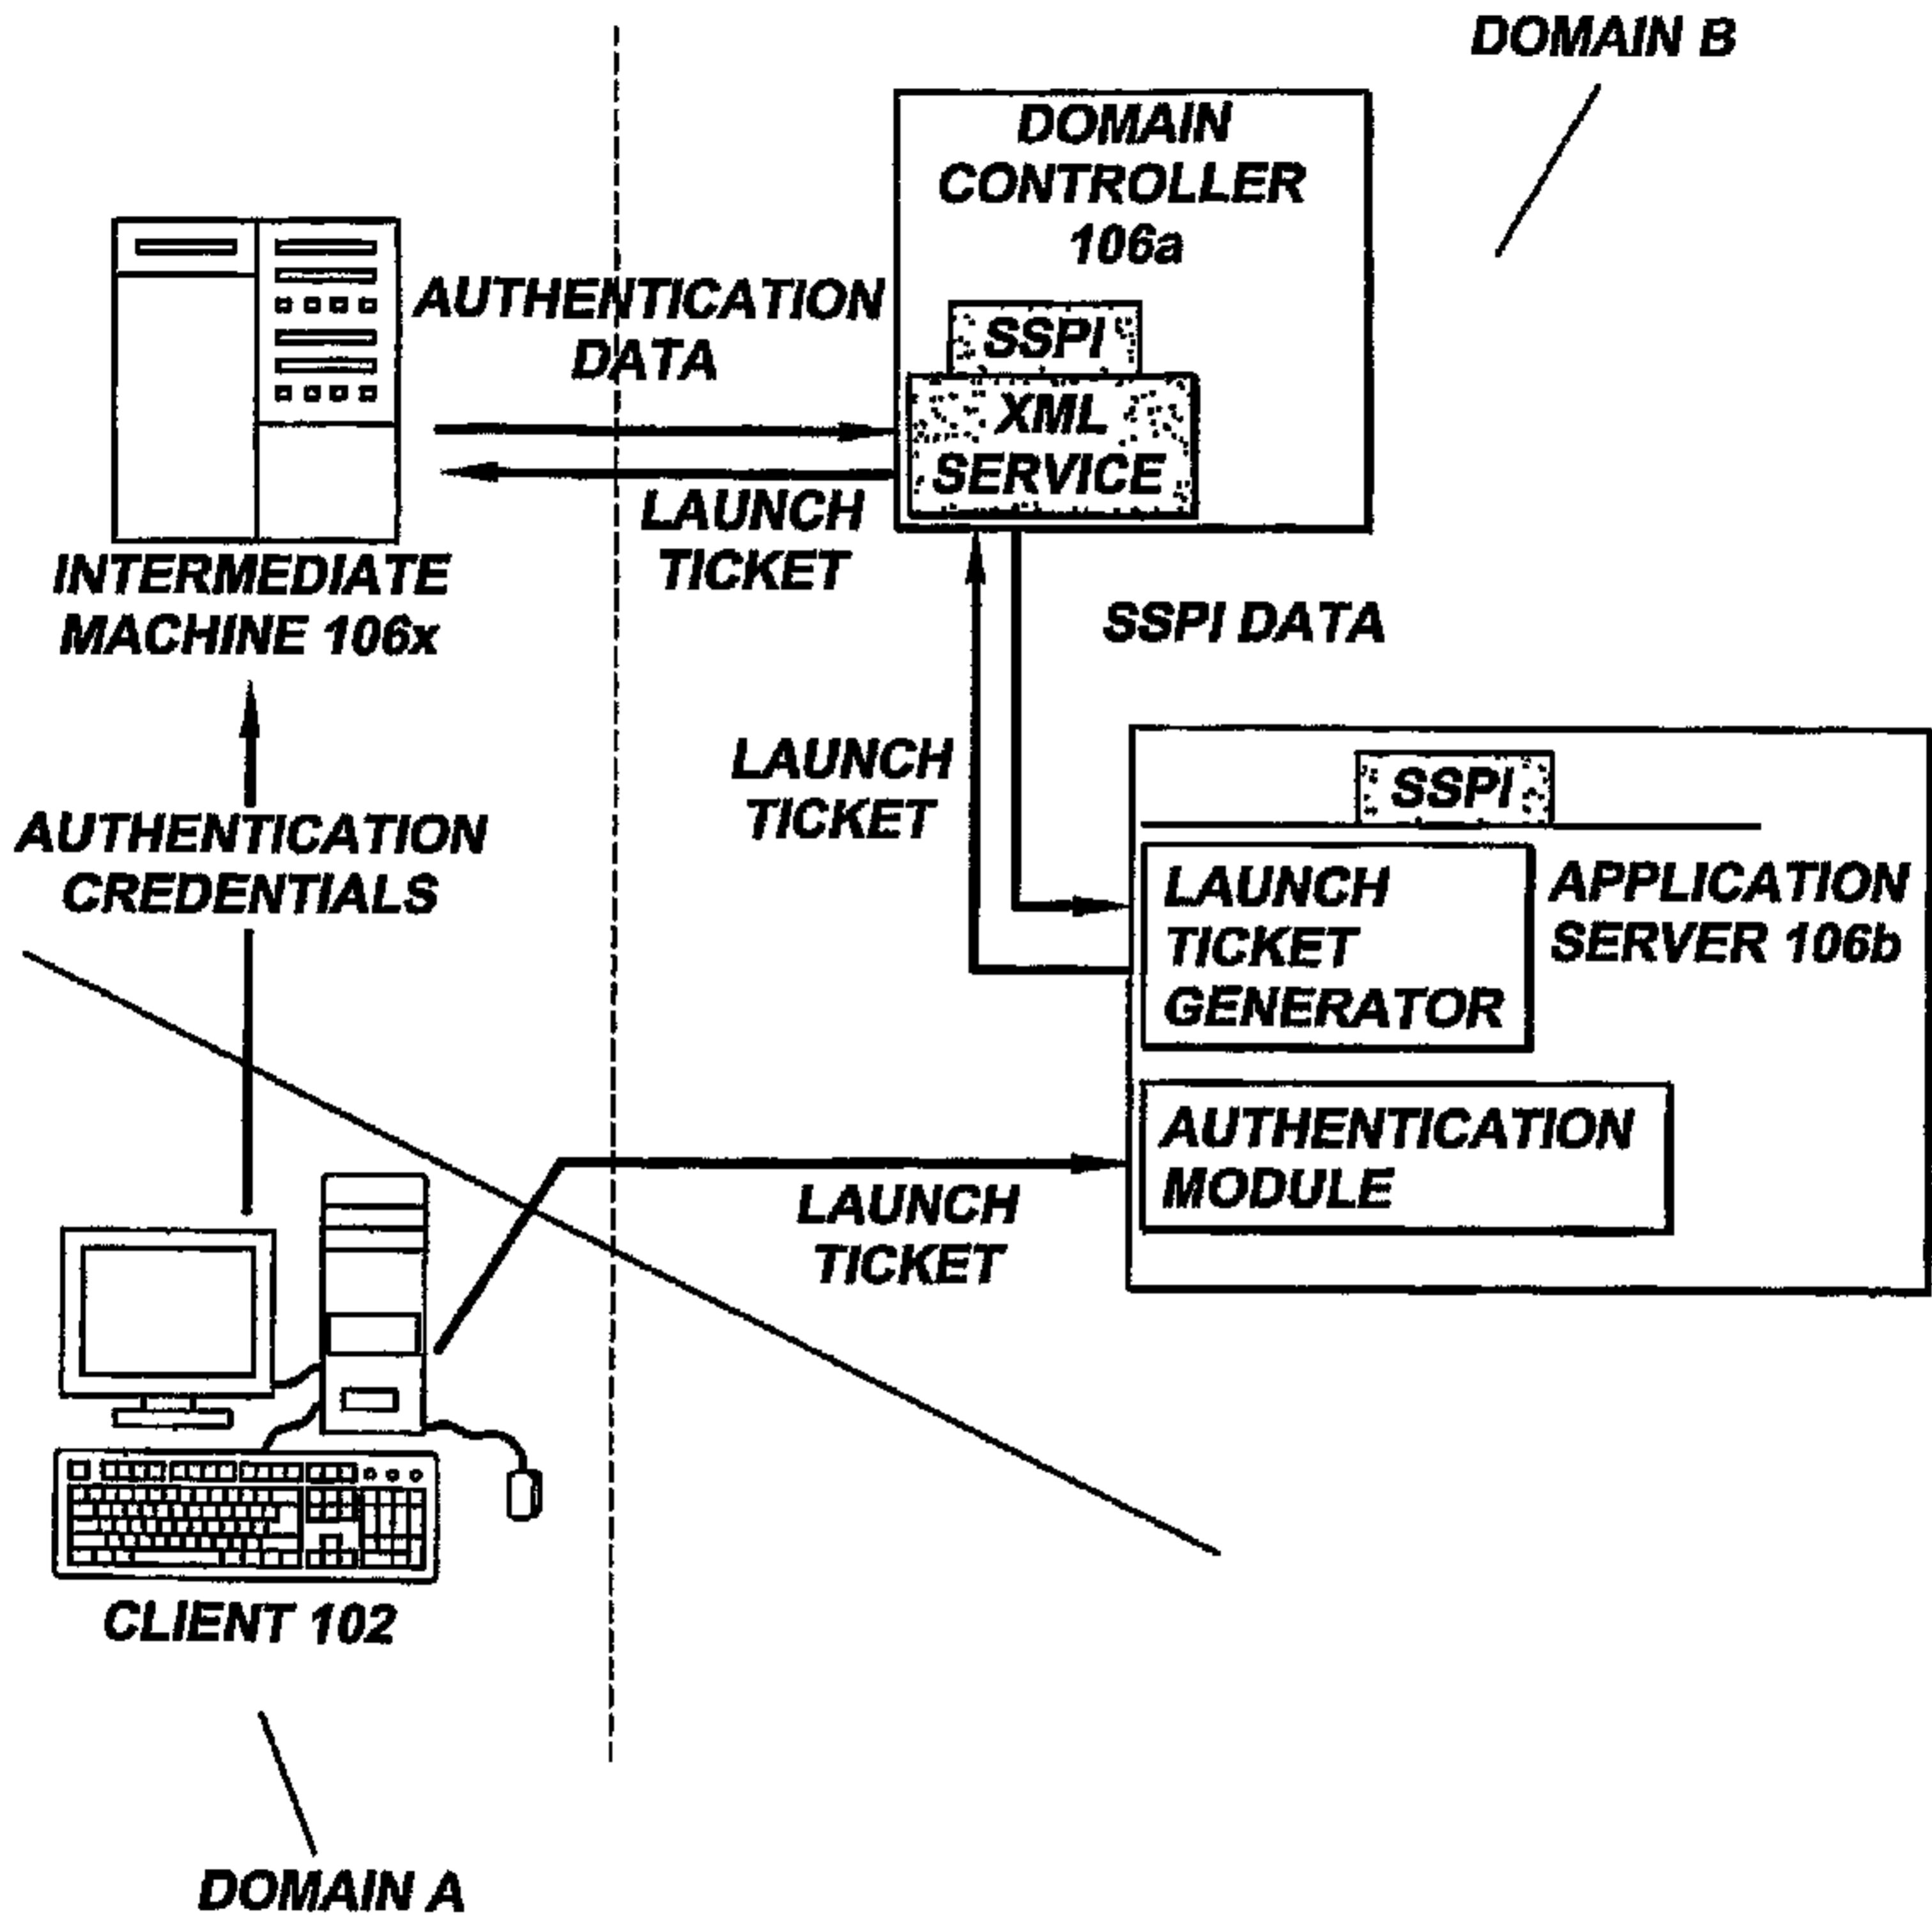 DOMAIN B
DOMAIN
CONTROLLER
106a
SSPI
XML
SERVICE
AUTHENTICATION
DATA
LAUNCH
TICKET
INTERMEDIATE
MACHINE 106x
SSPI DATA
LAUNCH
TICKET
AUTHENTICATION
CREDENTIALS
SSPI
LAUNCH
TICKET
GENERATOR
APPLICATION
SERVER 106b
AUTHENTICATION
MODULE
LAUNCH
TICKET
CLIENT 102
DOMAIN A